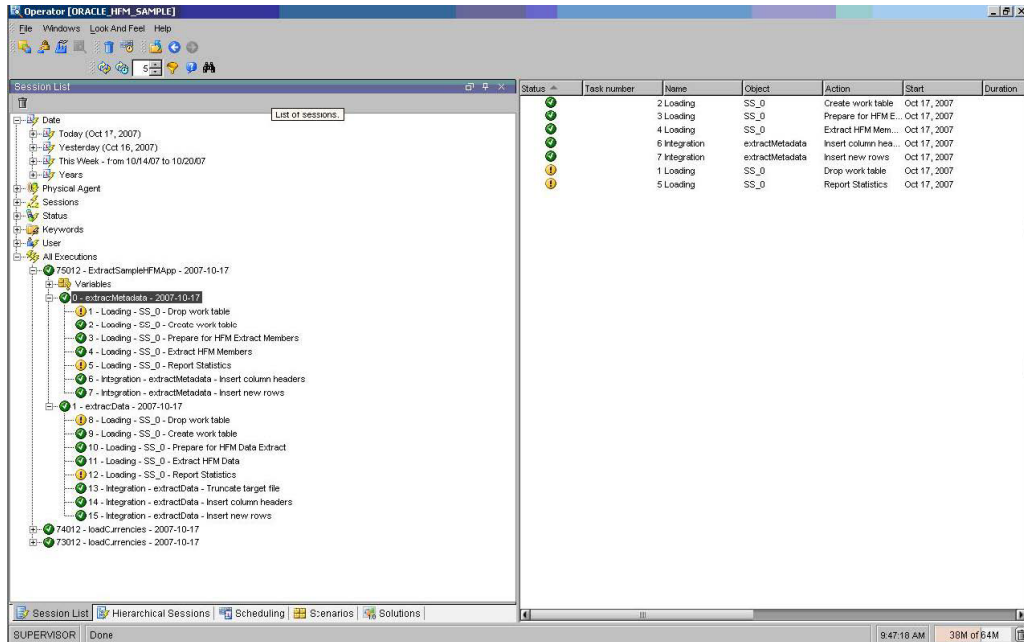 Operator [ORACLE_HFM_SAMPLE]
File Windows Look And Feel Help
5
Session List
List of sessions.
Date
Today (Oct 17, 2007)
Yesterday (Oct 16, 2007)
This Week - from 10/14/07 to 10/20/07
Years
Physical Agent
Sessions
Status
Keywords
User
All Executions
75012 - ExtractSampleHFMApp - 2007-10-17
Variables
0 - extractMetadata - 2007-10-17
1 - Loading - SS_0 - Drop work table
2 - Loading - SS_0 - Create work table
3 - Loading - SS_0 - Prepare for HFM Extract Members
4 - Loading - SS_0 - Extract HFM Members
5 - Loading - SS_0 - Report Statistics
6 - Integration - extractMetadata - Insert column headers
7 - Integration - extractMetadata - Insert new rows
1 - extractData - 2007-10-17
8 - Loading - SS_0 - Drop work table
9 - Loading - SS_0 - Create work table
10 - Loading - SS_0 - Prepare for HFM Data Extract
11 - Loading - SS_0 - Extract HFM Data
12 - Loading - SS_0 - Report Statistics
13 - Integration - extractData - Truncate target file
14 - Integration - extractData - Insert column headers
15 - Integration - extractData - Insert new rows
74012 - loadCurrencies - 2007-10-17
73012 - loadCurrencies - 2007-10-17
Session List Hierarchical Sessions Scheduling Scenarios Solutions
Status Task number Name Object Action Start Duration
2 Loading SS_0 Create work table Oct 17, 2007
3 Loading SS_0 Prepare for HFM E... Oct 17, 2007
4 Loading SS_0 Extract HFM Mem... Oct 17, 2007
6 Integration extractMetadata Insert column hea... Oct 17, 2007
7 Integration extractMetadata Insert new rows Oct 17, 2007
1 Loading SS_0 Drop work table Oct 17, 2007
5 Loading SS_0 Report Statistics Oct 17, 2007
SUPERVISOR Done 9:47:18 AM 38M of 64M